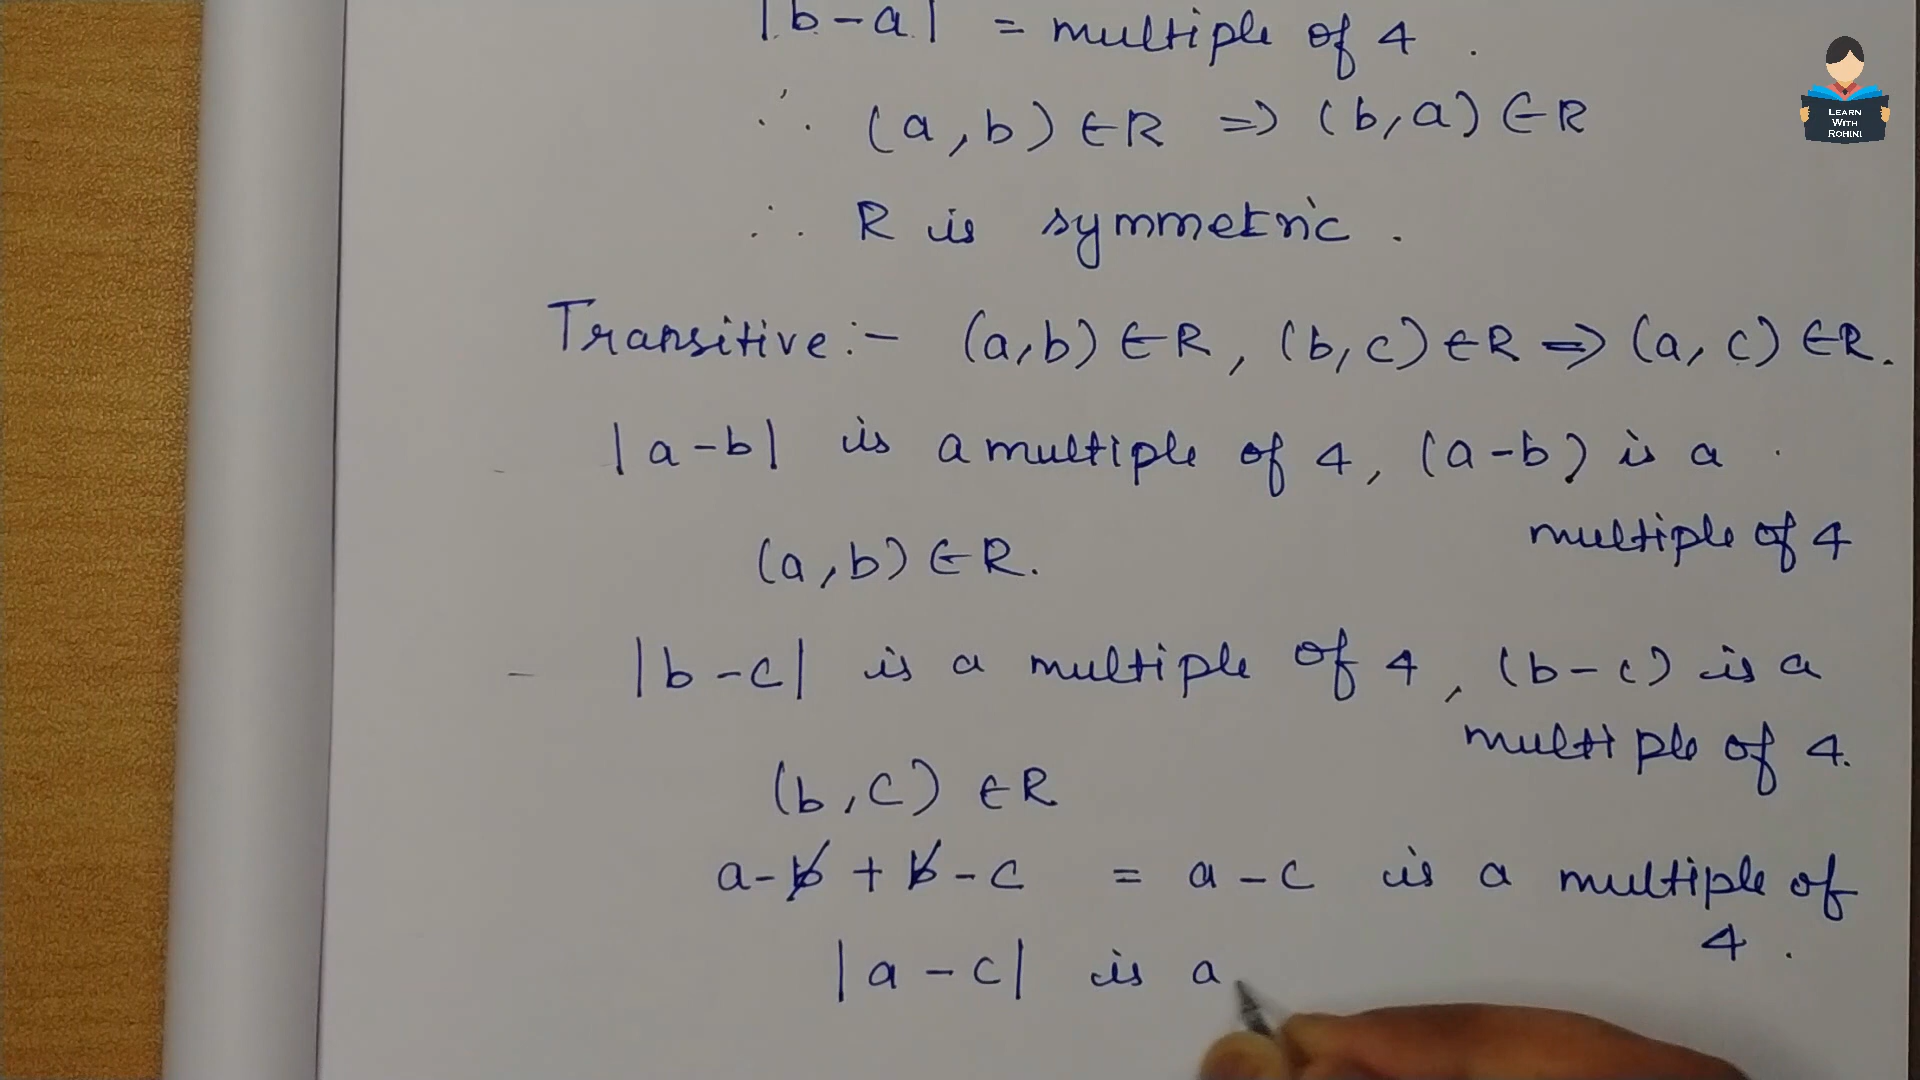 |b-a| = multiple of 4.
∴ (a,b) ∈ R ⇒ (b,a) ∈ R
∴ R is symmetric.
Transitive:- (a,b) ∈ R, (b,c) ∈ R ⇒ (a,c) ∈ R.
|a-b| is a multiple of 4, (a-b) is a
multiple of 4
(a,b) ∈ R.
|b-c| is a multiple of 4, (b-c) is a
multiple of 4.
(b,c) ∈ R
a-b+b-c = a-c is a multiple of
4.
|a-c| is a
LEARN
WITH
ROHINI